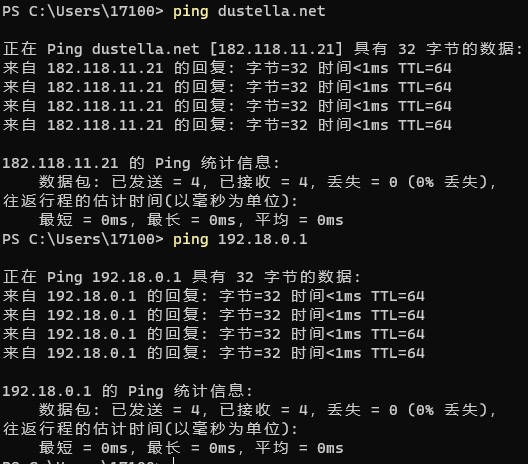 PS C:\Users\17100> ping dustella.net
正在 Ping dustella.net [182.118.11.21] 具有 32 字节的数据:
来自 182.118.11.21 的回复: 字节=32 时间<1ms TTL=64
来自 182.118.11.21 的回复: 字节=32 时间<1ms TTL=64
来自 182.118.11.21 的回复: 字节=32 时间<1ms TTL=64
来自 182.118.11.21 的回复: 字节=32 时间<1ms TTL=64
182.118.11.21 的 Ping 统计信息:
数据包: 已发送 = 4, 已接收 = 4, 丢失 = 0 (0% 丢失),
往返行程的估计时间(以毫秒为单位):
最短 = 0ms, 最长 = 0ms, 平均 = 0ms
PS C:\Users\17100> ping 192.18.0.1
正在 Ping 192.18.0.1 具有 32 字节的数据:
来自 192.18.0.1 的回复: 字节=32 时间<1ms TTL=64
来自 192.18.0.1 的回复: 字节=32 时间<1ms TTL=64
来自 192.18.0.1 的回复: 字节=32 时间<1ms TTL=64
来自 192.18.0.1 的回复: 字节=32 时间<1ms TTL=64
192.18.0.1 的 Ping 统计信息:
数据包: 已发送 = 4, 已接收 = 4, 丢失 = 0 (0% 丢失),
往返行程的估计时间(以毫秒为单位):
最短 = 0ms, 最长 = 0ms, 平均 = 0ms
PS C:\Users\17100>